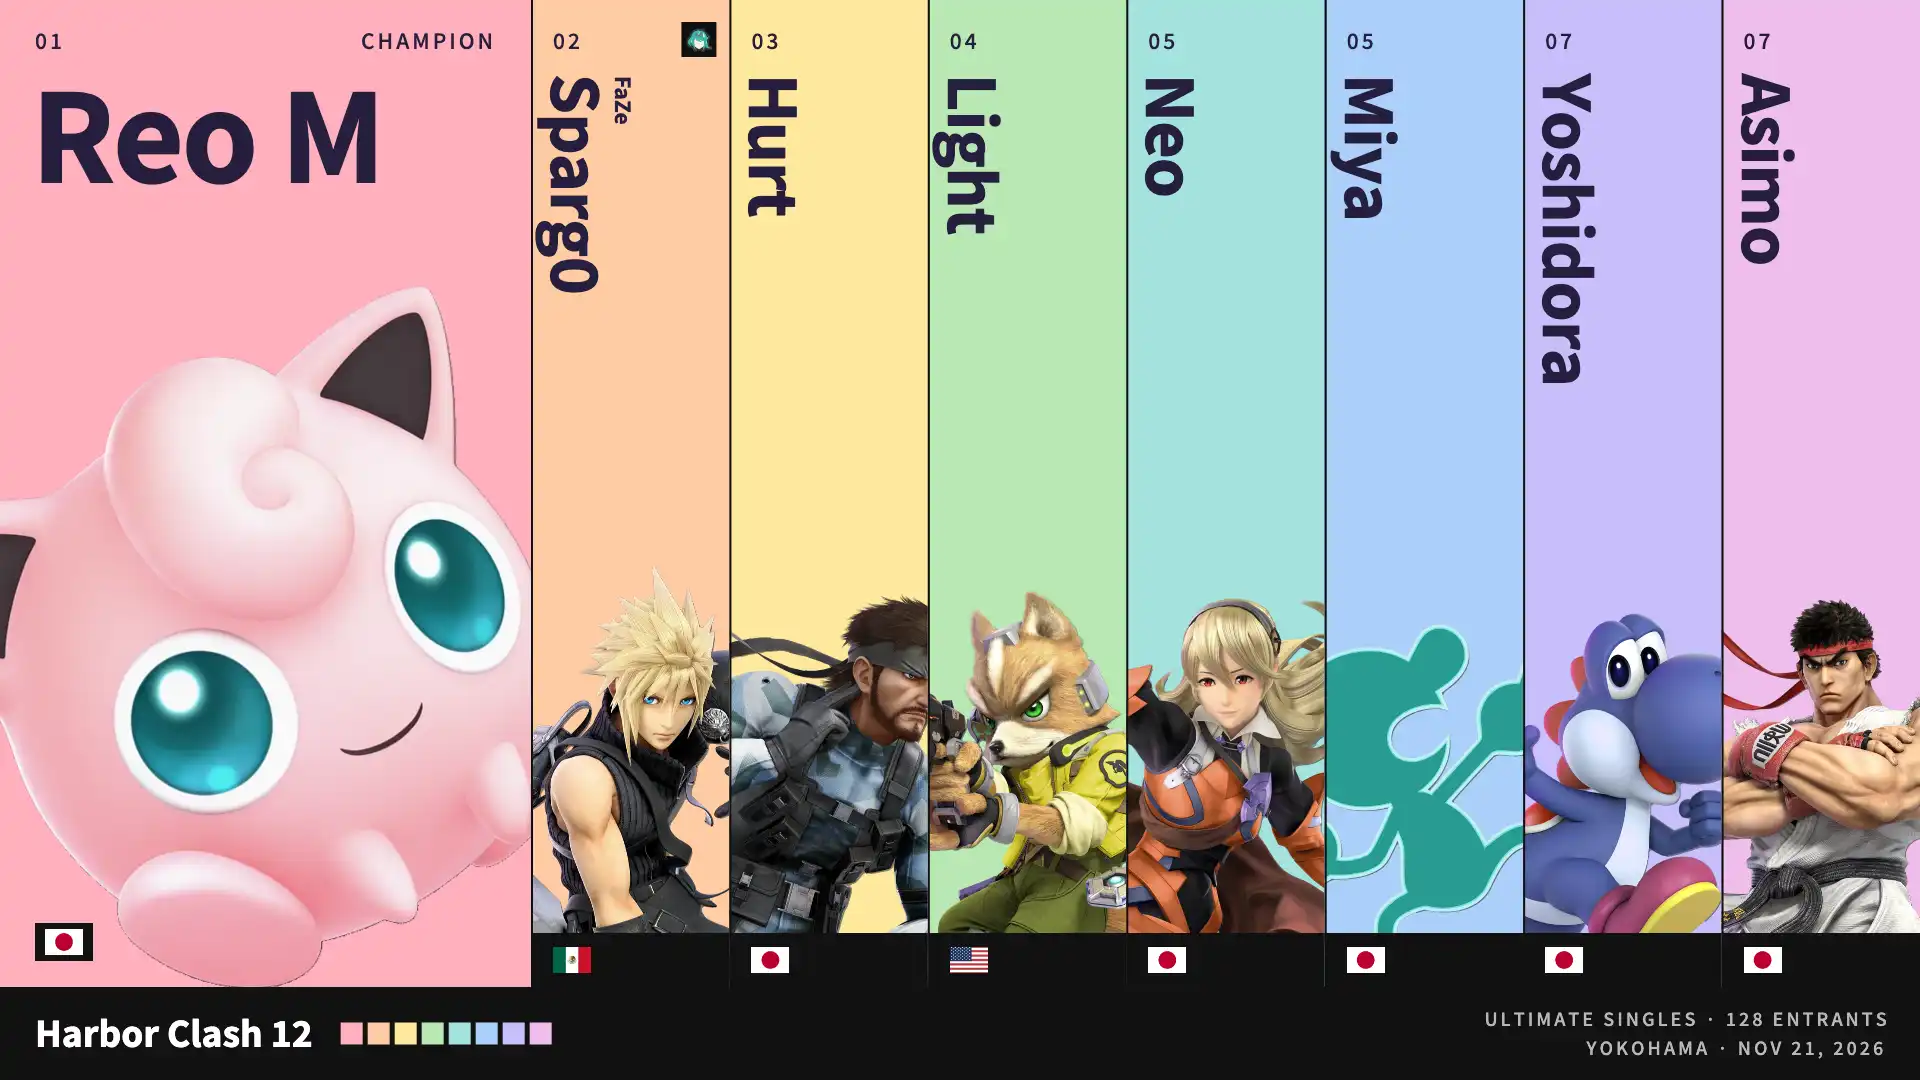 01
CHAMPION
Reo M
02
FaZe
Sparg0
03
Hurt
04
Light
05
Neo
05
Miya
07
Yoshidora
07
Asimo
Harbor Clash 12
ULTIMATE SINGLES · 128 ENTRANTS
YOKOHAMA · NOV 21, 2026